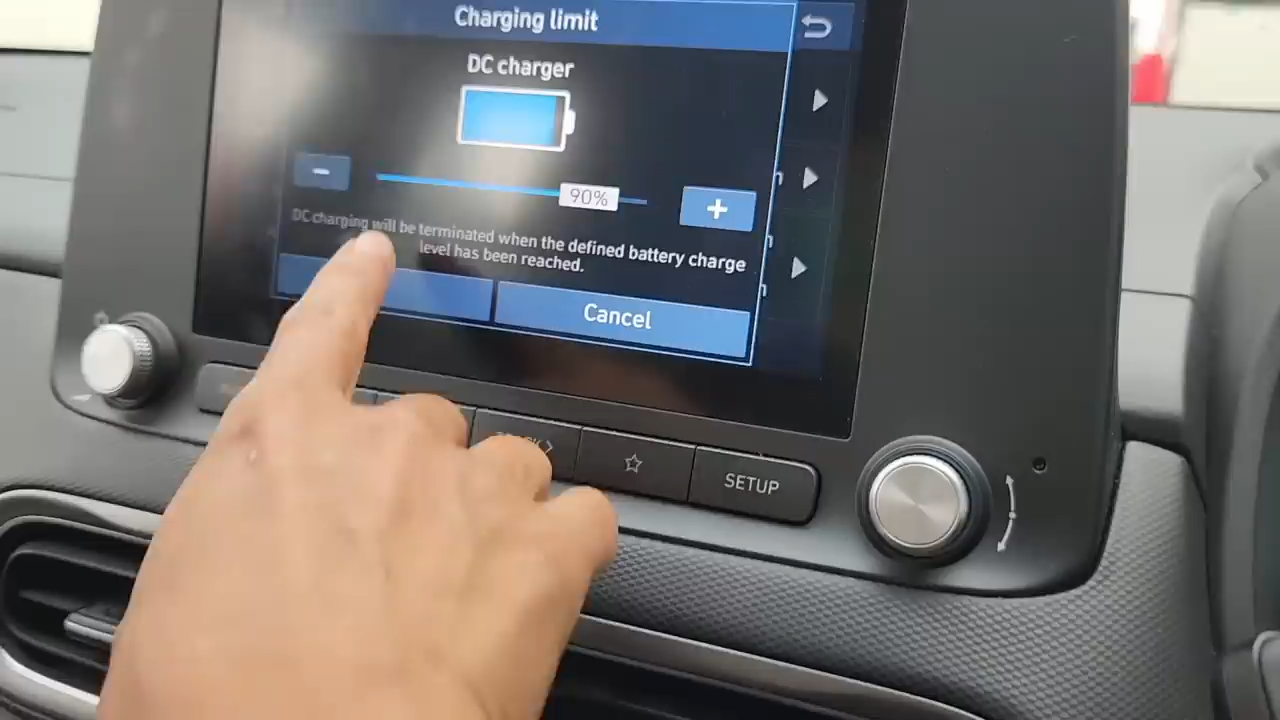 Charging limit
DC charger
-
90%
+
DC charging will be terminated when the defined battery charge
level has been reached.
Cancel
SETUP